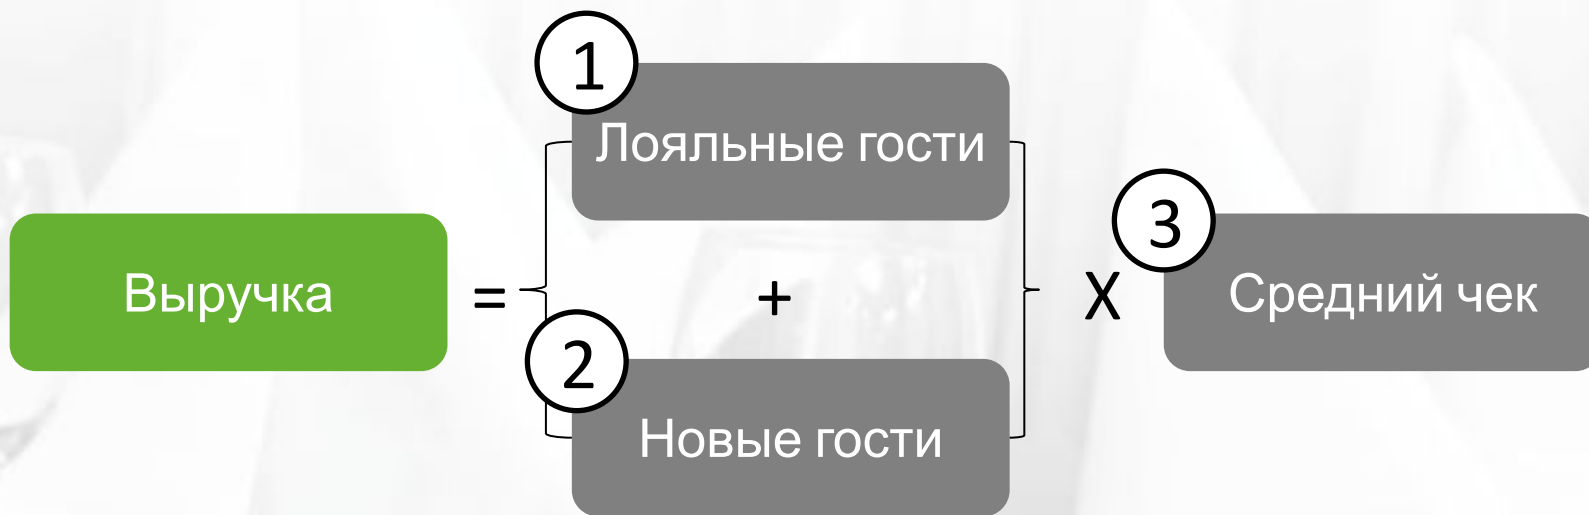 1
Лояльные гости
Выручка = + X
3
Средний чек
2
Новые гости